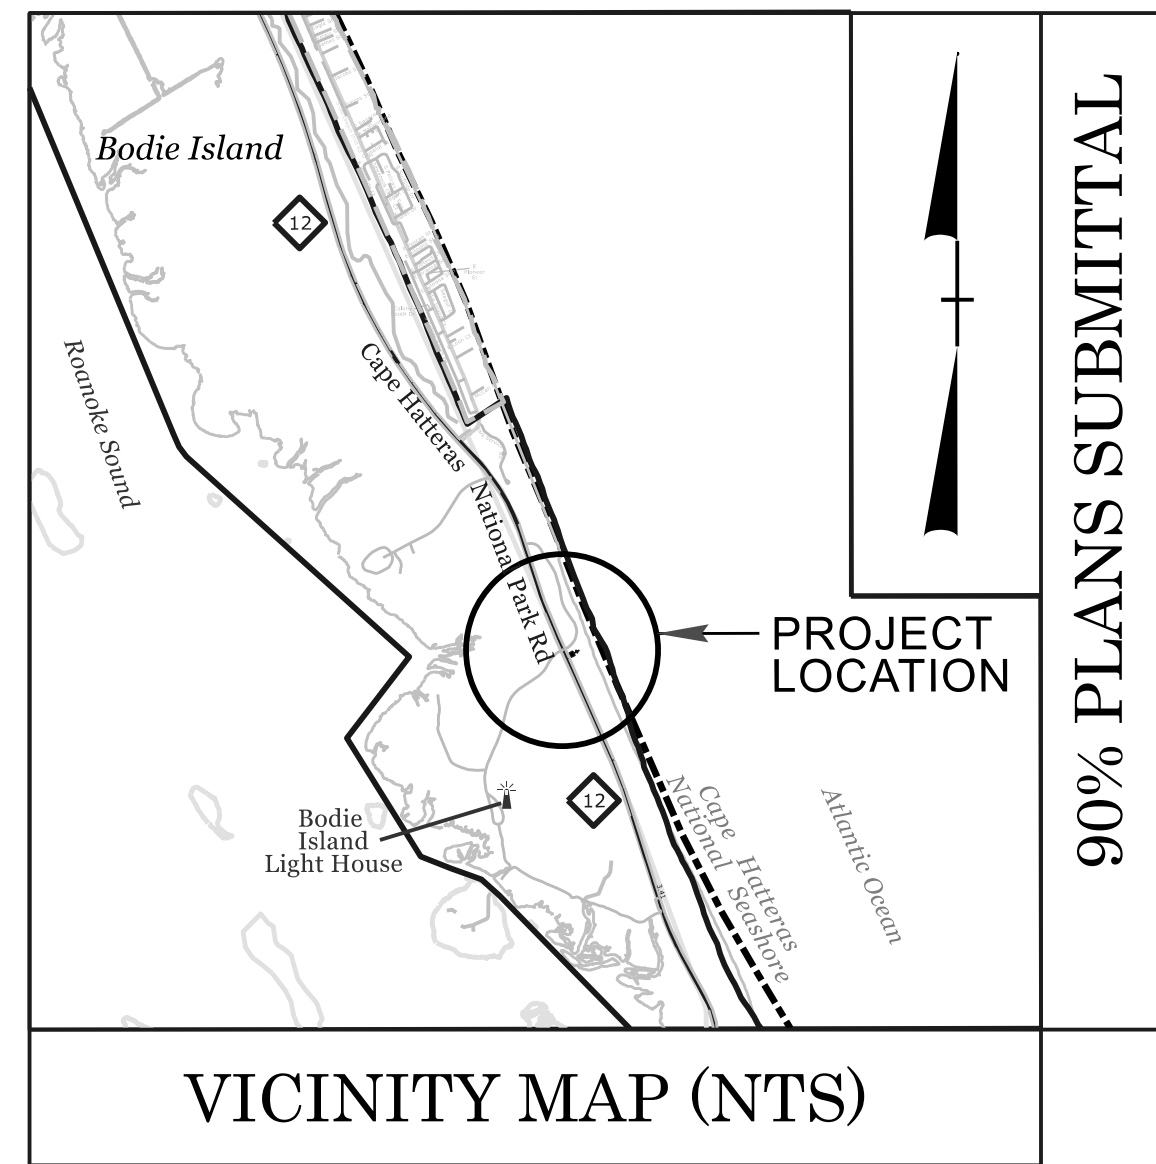 Bodie Island
12
Roanoke Sound
Cape Hatteras
National Park Rd
PROJECT
LOCATION
12
Bodie
Island
Light House
Cape Hatteras
National Seashore
Atlantic Ocean
VICINITY MAP (NTS)
90% PLANS SUBMITTAL